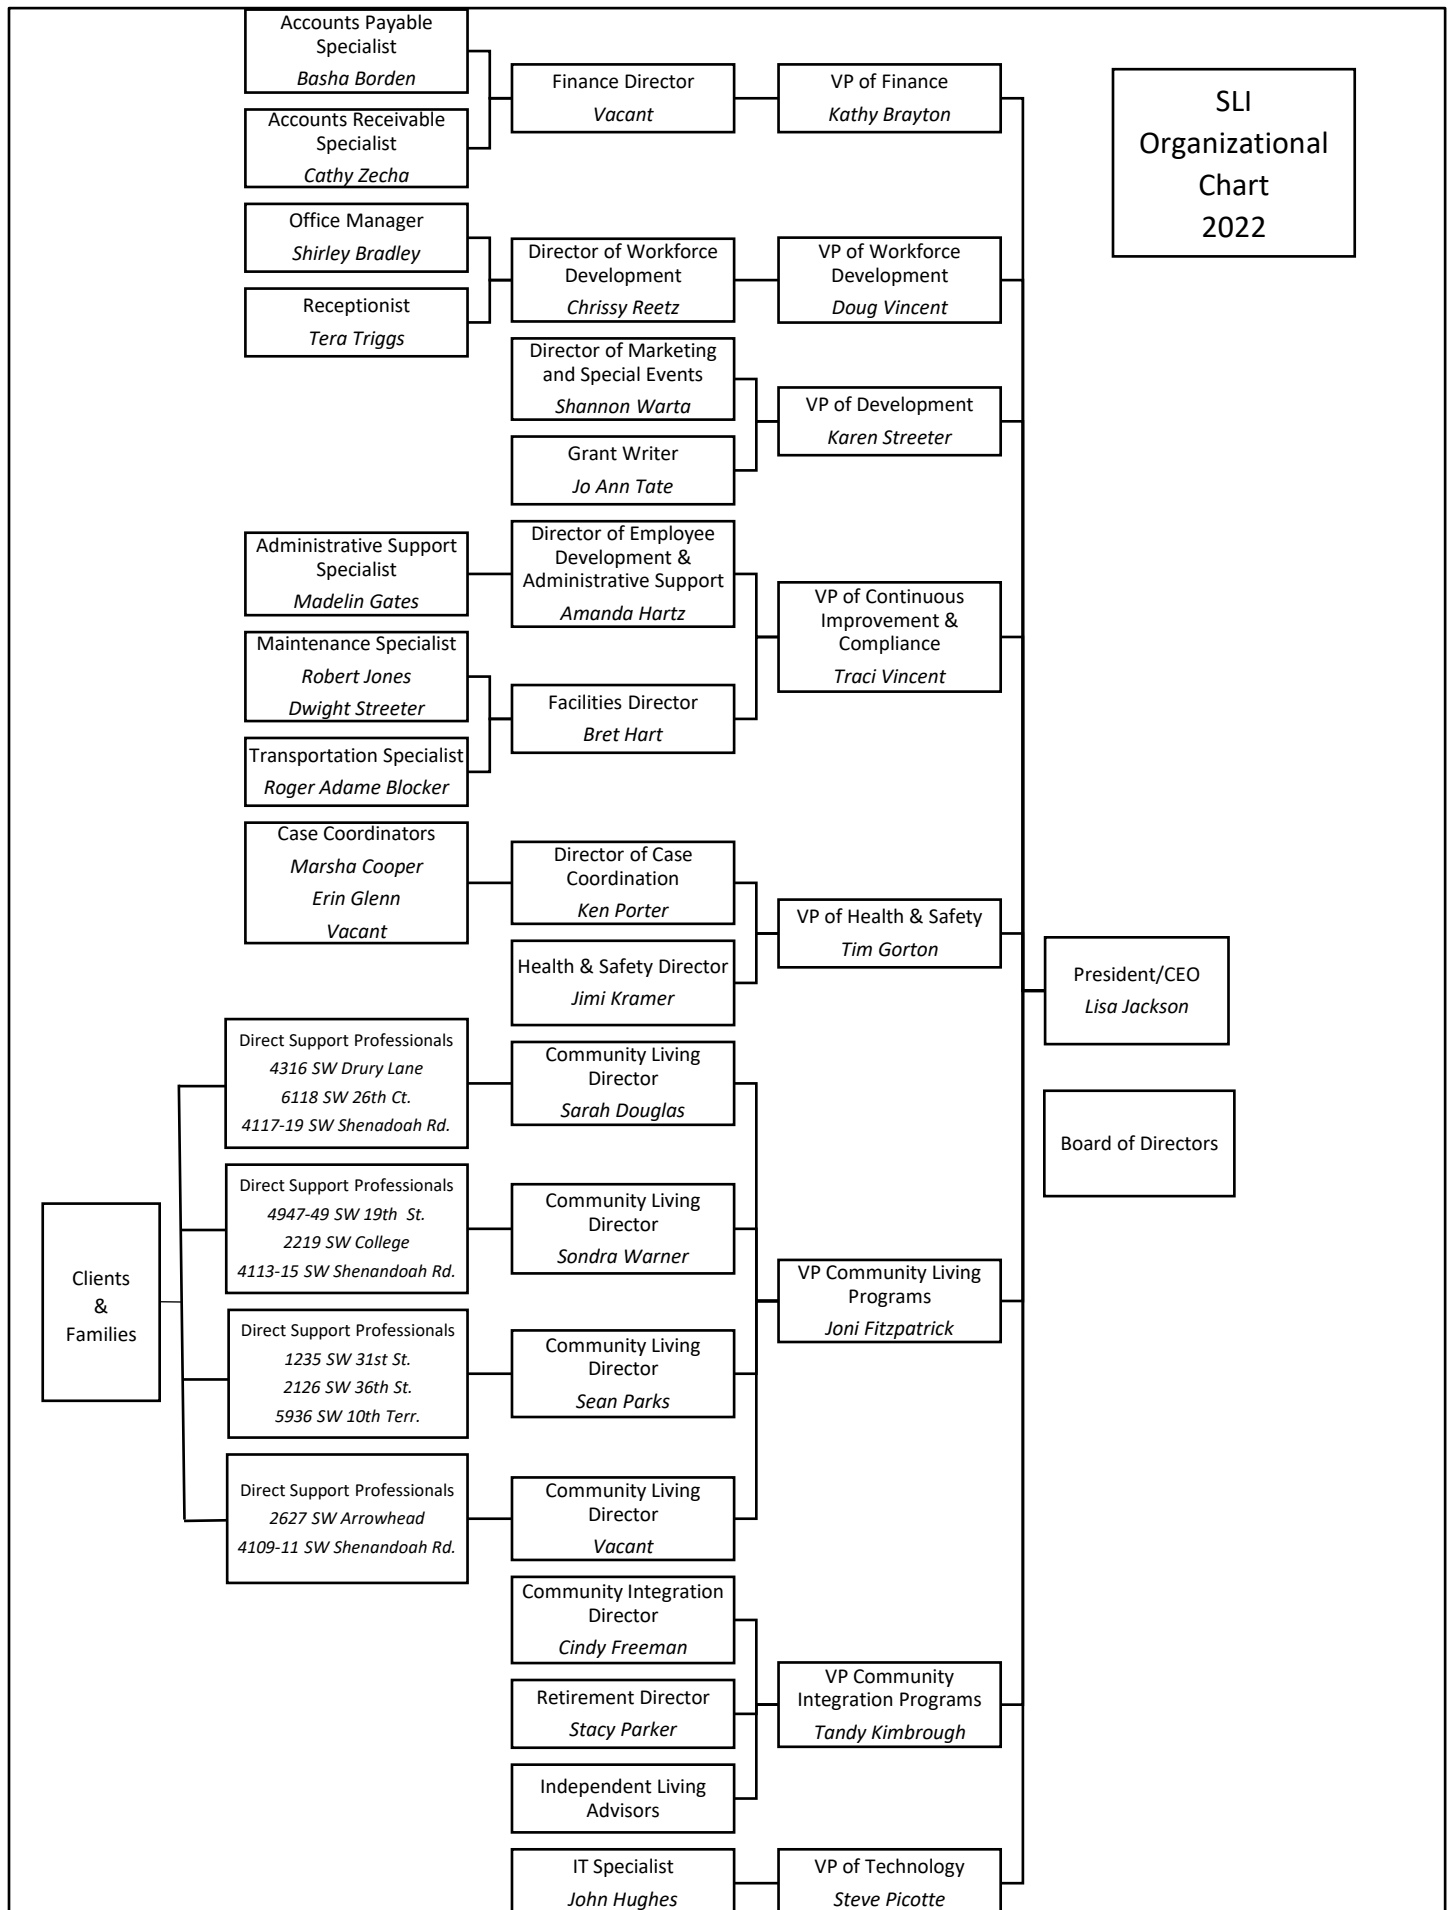 Accounts Payable
Specialist
Basha Borden
Accounts Receivable
Specialist
Cathy Zecha
Finance Director
Vacant
VP of Finance
Kathy Brayton
SLI
Organizational
Chart
2022
Office Manager
Shirley Bradley
Receptionist
Tera Triggs
Director of Workforce
Development
Chrissy Reetz
VP of Workforce
Development
Doug Vincent
Director of Marketing
and Special Events
Shannon Warta
Grant Writer
Jo Ann Tate
VP of Development
Karen Streeter
Administrative Support
Specialist
Madelin Gates
Director of Employee
Development &
Administrative Support
Amanda Hartz
Maintenance Specialist
Robert Jones
Dwight Streeter
Transportation Specialist
Roger Adame Blocker
Facilities Director
Bret Hart
VP of Continuous
Improvement &
Compliance
Traci Vincent
Case Coordinators
Marsha Cooper
Erin Glenn
Vacant
Director of Case
Coordination
Ken Porter
Health & Safety Director
Jimi Kramer
VP of Health & Safety
Tim Gorton
President/CEO
Lisa Jackson
Board of Directors
Direct Support Professionals
4316 SW Drury Lane
6118 SW 26th Ct.
4117-19 SW Shenadoah Rd.
Community Living
Director
Sarah Douglas
Direct Support Professionals
4947-49 SW 19th  St.
2219 SW College
4113-15 SW Shenandoah Rd.
Community Living
Director
Sondra Warner
Clients
&
Families
Direct Support Professionals
1235 SW 31st St.
2126 SW 36th St.
5936 SW 10th Terr.
Community Living
Director
Sean Parks
VP Community Living
Programs
Joni Fitzpatrick
Direct Support Professionals
2627 SW Arrowhead
4109-11 SW Shenandoah Rd.
Community Living
Director
Vacant
Community Integration
Director
Cindy Freeman
Retirement Director
Stacy Parker
Independent Living
Advisors
VP Community
Integration Programs
Tandy Kimbrough
IT Specialist
John Hughes
VP of Technology
Steve Picotte